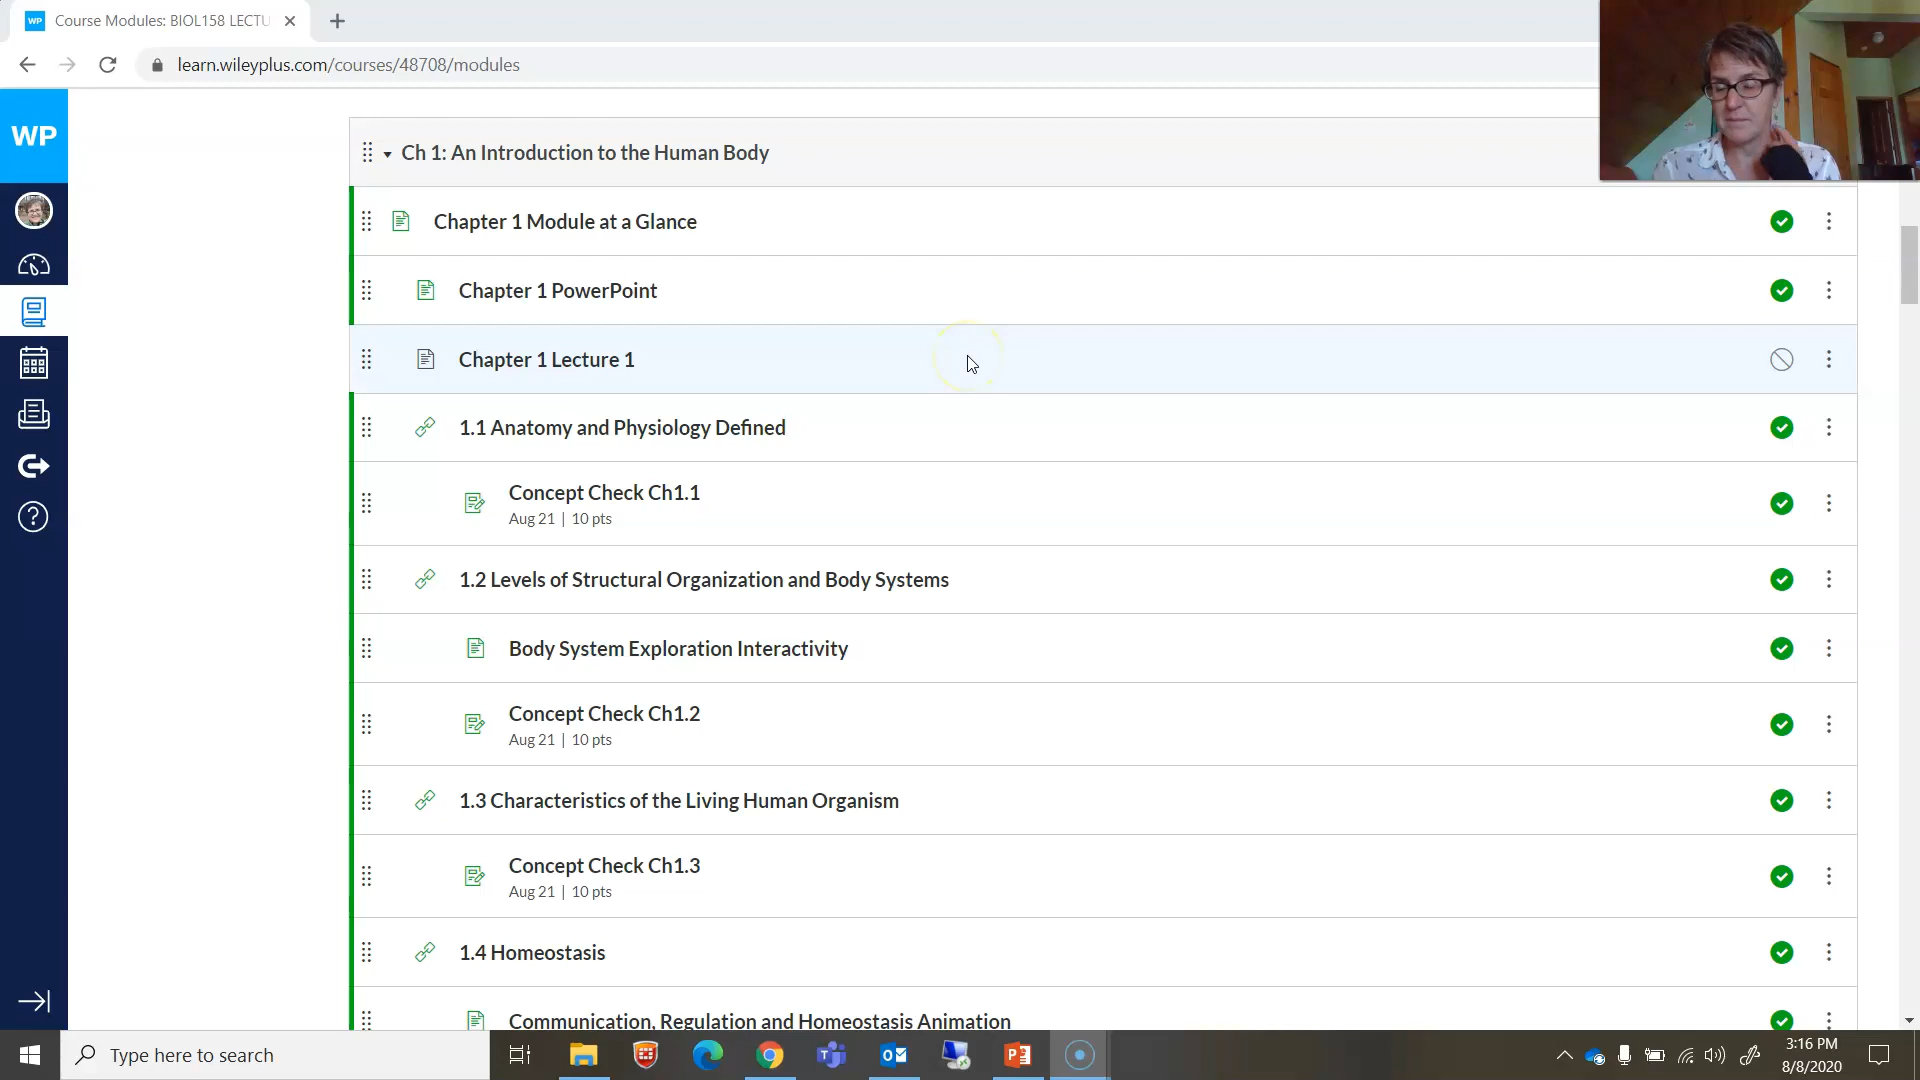 WP Course Modules: BIOL158 LECTU
learn.wileyplus.com/courses/48708/modules
WP
Ch 1: An Introduction to the Human Body
Chapter 1 Module at a Glance
Chapter 1 PowerPoint
Chapter 1 Lecture 1
1.1 Anatomy and Physiology Defined
Concept Check Ch1.1
Aug 21 | 10 pts
1.2 Levels of Structural Organization and Body Systems
Body System Exploration Interactivity
Concept Check Ch1.2
Aug 21 | 10 pts
1.3 Characteristics of the Living Human Organism
Concept Check Ch1.3
Aug 21 | 10 pts
1.4 Homeostasis
Communication, Regulation and Homeostasis Animation
Type here to search
3:16 PM
8/8/2020